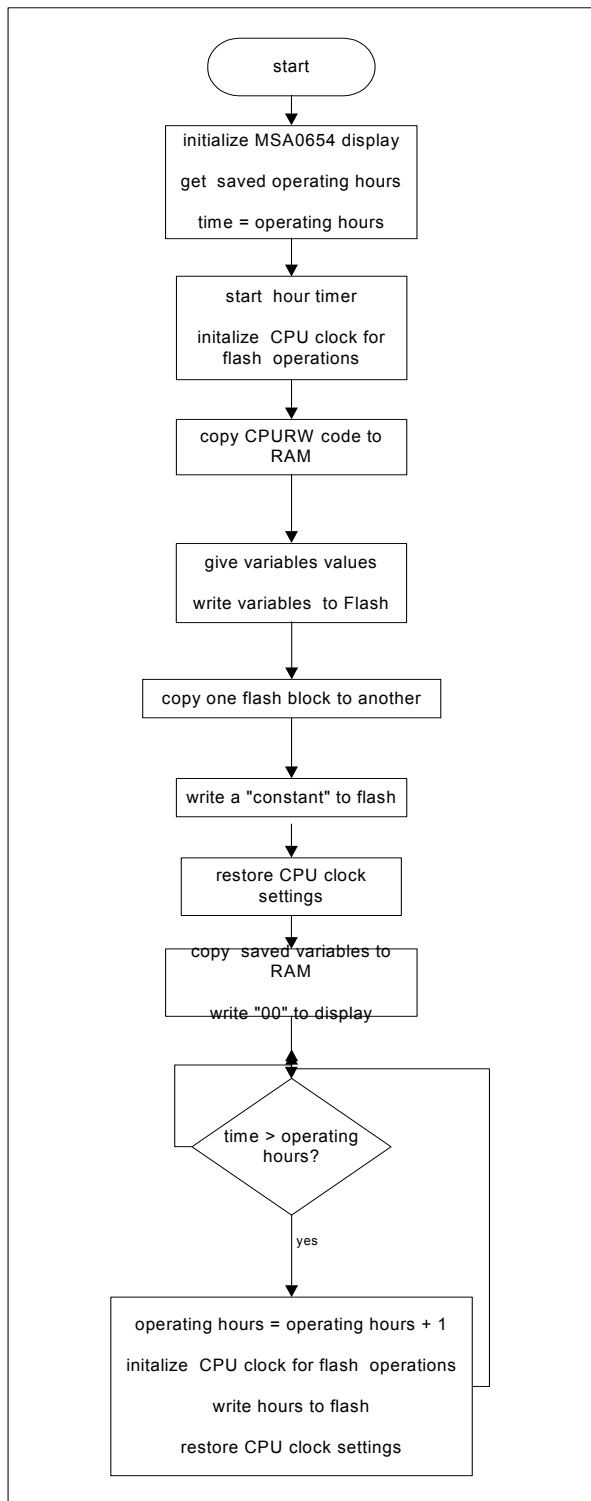 start
initialize MSA0654 display
get saved operating hours
time = operating hours
start hour timer
initalize CPU clock for
flash operations
copy CPURW code to
RAM
give variables values
write variables to Flash
copy one flash block to another
write a "constant" to flash
restore CPU clock
settings
copy saved variables to
RAM
write "00" to display
time > operating
hours?
yes
operating hours = operating hours + 1
initalize CPU clock for flash operations
write hours to flash
restore CPU clock settings